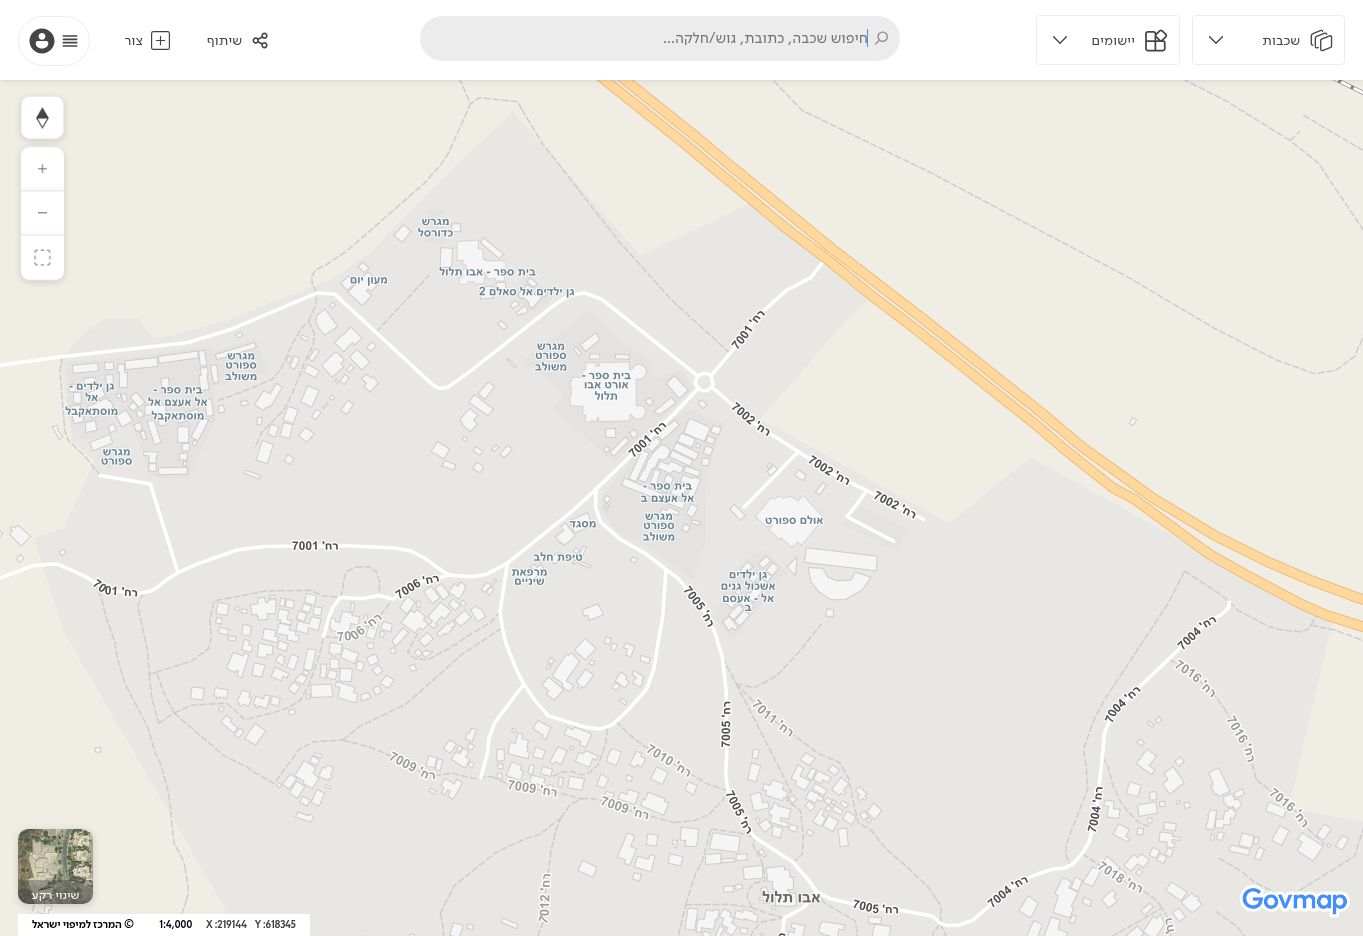 שכבות
יישומים
חיפוש שכבה, כתובת, גוש/חלקה...
שיתוף
צור
מגרש
כדורסל
בית ספר - אבו תלול
גן ילדים אל סאלם 2
מעון יום
רח' 7001
מגרש
ספורט
משולב
מגרש
ספורט
משולב
בית ספר -
אורט אבו
תלול
גן ילדים -
אל
מוסתאקבל
בית ספר -
אל אעצם אל
מוסתאקבל
מגרש
ספורט
רח' 7002
רח' 7001
רח' 7002
רח' 7002
בית ספר -
אל אעצם ב
מגרש
ספורט
משולב
אולם ספורט
מסגד
רח' 7001
טיפת חלב
מרפאת
שיניים
גן ילדים
אשכול גנים
אל - אעסם
ב
רח' 7001
רח' 7006
רח' 7006
רח' 7005
רח' 7004
רח' 7016
רח' 7004
רח' 7011
רח' 7005
רח' 7016
רח' 7009
רח' 7010
רח' 7009
רח' 7009
רח' 7005
רח' 7004
רח' 7016
רח' 7018
רח' 7012
אבו תלול
רח' 7005
רח' 7004
שינוי רקע
Govmap
© המרכז למיפוי ישראל 1:4,000 X :219144 Y :618345